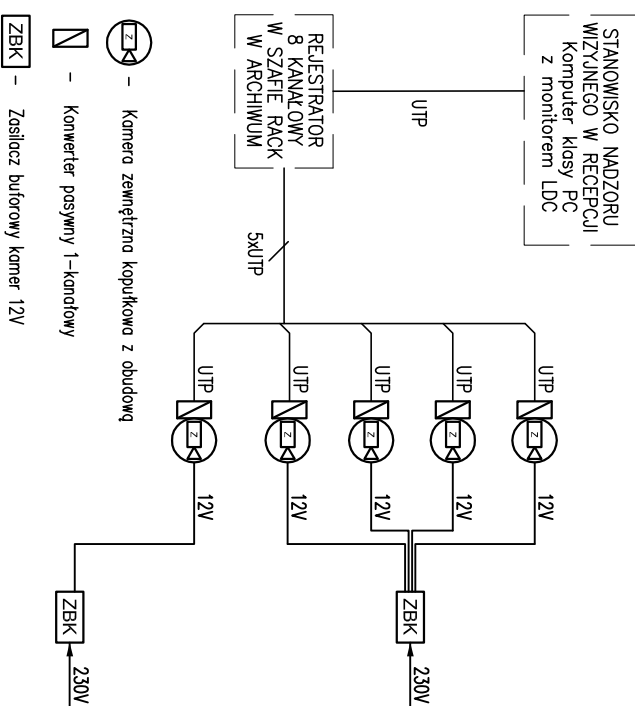 STANOWISKO NADZORU
WIZYJNEGO W RECEPCJI
Komputer klasy PC
z monitorem LDC
UTP
z
12V
UTP
z
12V
UTP
ZBK
230V
UTP
z
12V
REJESTRATOR
8 KANAŁOWY
W SZAFIE RACK
W ARCHIWUM
5xUTP
UTP
z
12V
UTP
z
12V
ZBK
230V
z - Kamera zewnętrzna kopułkowa z obudową
- Konwerter pasywny 1-kanałowy
ZBK - Zasilacz buforowy kamer 12V